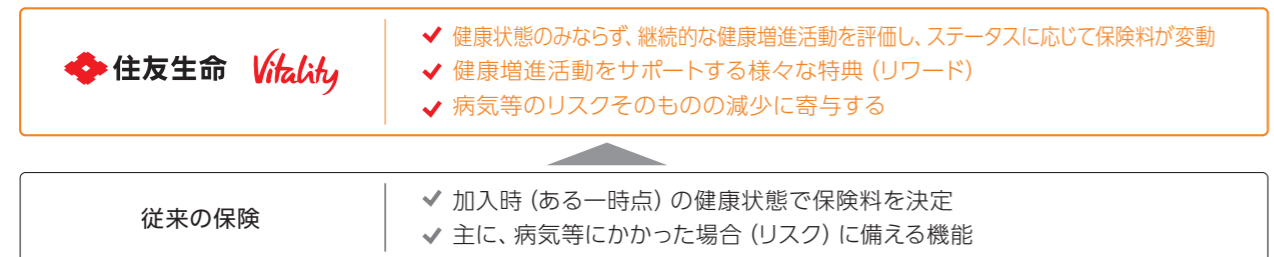 住友生命 Vitality
健康状態のみならず、継続的な健康増進活動を評価し、ステータスに応じて保険料が変動
健康増進活動をサポートする様々な特典（リワード）
病気等のリスクそのものの減少に寄与する
従来の保険
加入時（ある一時点）の健康状態で保険料を決定
主に、病気等にかかった場合（リスク）に備える機能